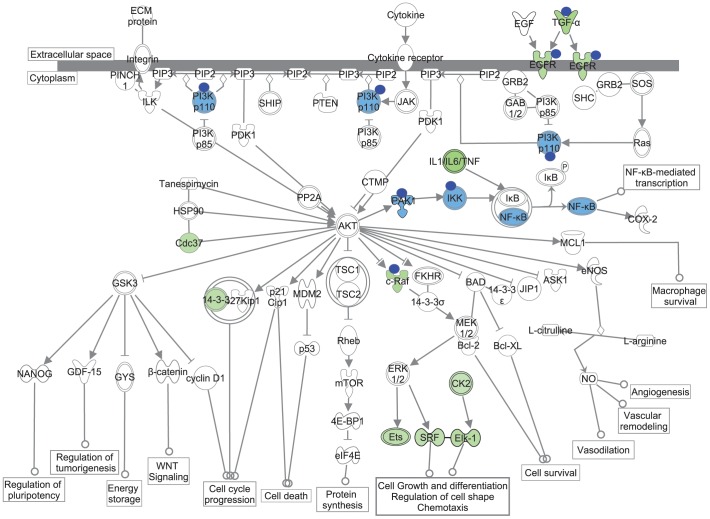 ECM
protein
Cytokine
EGF
TGF-α
Extracellular space
Integrin
Cytokine receptor
EGFR
EGFR
Cytoplasm
PINCH
1
PIP3
PIP2
PIP3
PIP2
PIP3
PIP2
PIP3
PIP2
ILK
PI3K
p110
SHIP
PTEN
PI3K
p110
JAK
GRB2
GAB
1/2
PI3K
p85
SHC
GRB2
SOS
PI3K
p85
PDK1
PI3K
p85
PDK1
PI3K
p110
Ras
IL1/IL6/TNF
IκB
P
NF-κB-mediated
transcription
Tanespimycin
CTMP
PP2A
PAK1
IKK
IκB
NF-κB
NF-κB
COX-2
HSP90
AKT
Cdc37
MCL1
GSK3
TSC1
TSC2
c-Raf
FKHR
BAD
ASK1
eNOS
Macrophage
survival
14-3-3
27Kip1
p21
Cip1
MDM2
14-3-3σ
14-3-3
ε
JIP1
MEK
1/2
Bcl-2
Bcl-XL
L-citrulline
L-arginine
p53
Rheb
NANOG
GDF-15
GYS
β-catenin
cyclin D1
mTOR
ERK
1/2
CK2
NO
Angiogenesis
Vascular
remodeling
4E-BP1
Ets
SRF
Elk-1
Vasodilation
eIF4E
Regulation of
pluripotency
Regulation of
tumorigenesis
Energy
storage
WNT
Signaling
Cell cycle
progression
Cell death
Protein
synthesis
Cell Growth and differentiation
Regulation of cell shape
Chemotaxis
Cell survival